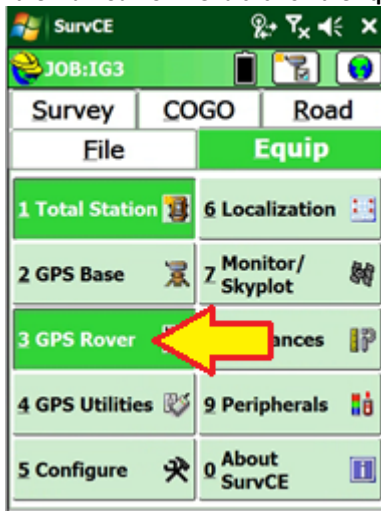 SurvCE
JOB:IG3
Survey COGO Road
File Equip
1 Total Station 6 Localization
2 GPS Base 7 Monitor/
Skyplot
3 GPS Rover ances
4 GPS Utilities 9 Peripherals
5 Configure 0 About
SurvCE